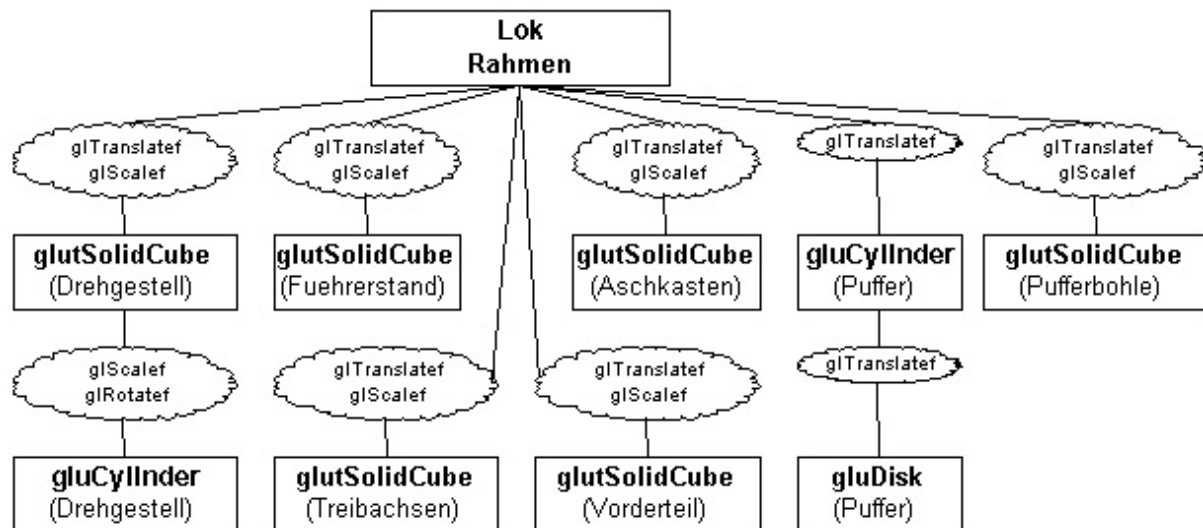 Lok
Rahmen
glTranslatef
glScalef
glTranslatef
glScalef
glTranslatef
glScalef
glTranslatef
glTranslatef
glScalef
glutSolidCube
(Drehgestell)
glutSolidCube
(Fuehrerstand)
glutSolidCube
(Aschkasten)
gluCylinder
(Puffer)
glutSolidCube
(Pufferbohle)
glScalef
glRotatef
glTranslatef
glScalef
glTranslatef
glScalef
glTranslatef
gluCylinder
(Drehgestell)
glutSolidCube
(Treibachsen)
glutSolidCube
(Vorderteil)
gluDisk
(Puffer)